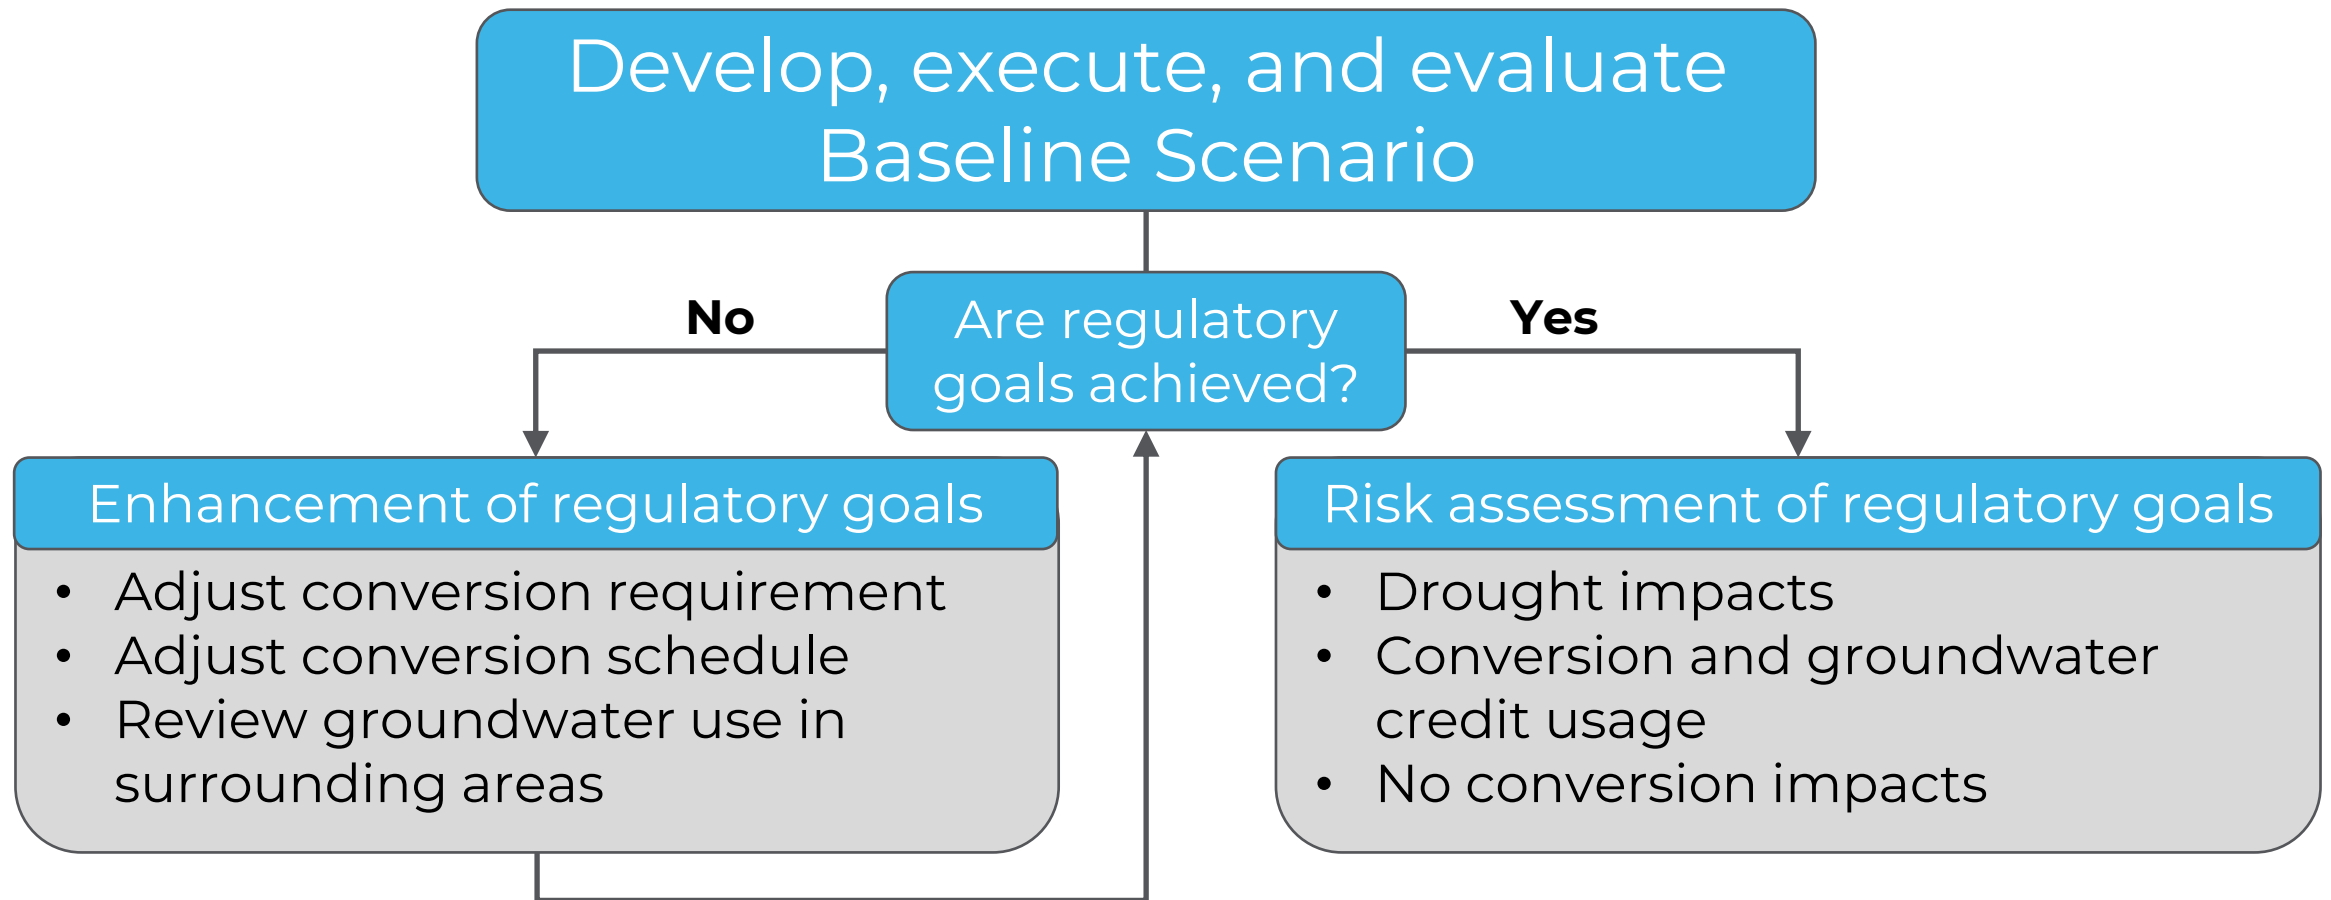 Develop, execute, and evaluate
Baseline Scenario
No
Are regulatory
goals achieved?
Yes
Enhancement of regulatory goals
• Adjust conversion requirement
• Adjust conversion schedule
• Review groundwater use in
surrounding areas
Risk assessment of regulatory goals
• Drought impacts
• Conversion and groundwater
credit usage
• No conversion impacts